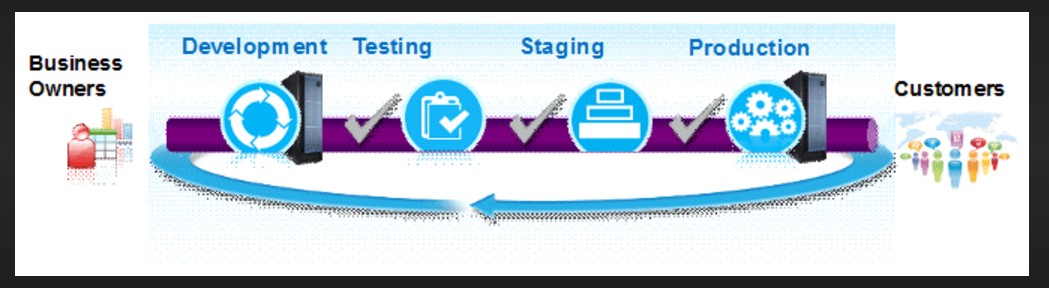 Development
Testing
Staging
Production
Business
Owners
Customers